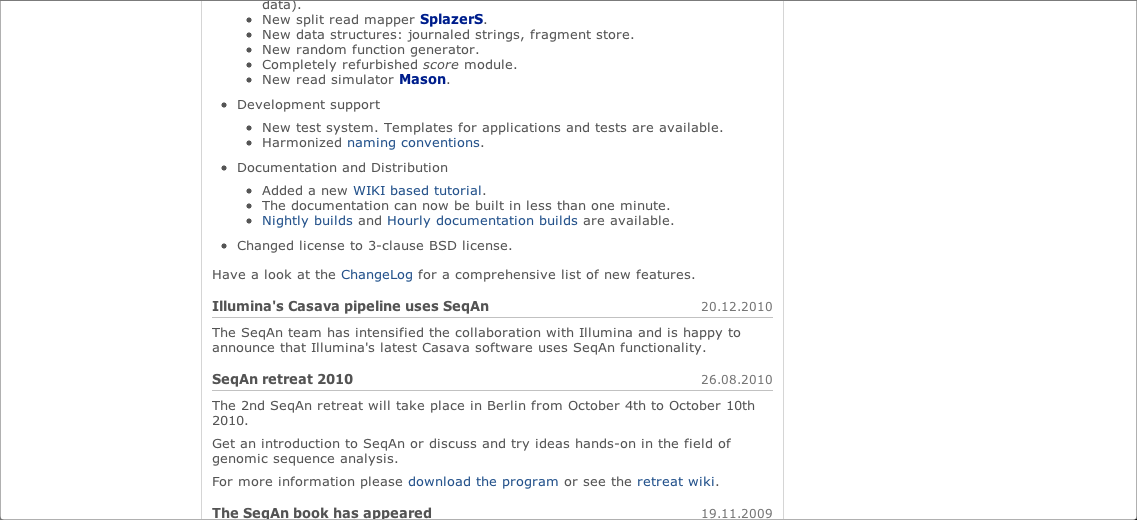 data).
New split read mapper SplazerS.
New data structures: journaled strings, fragment store.
New random function generator.
Completely refurbished score module.
New read simulator Mason.
Development support
New test system. Templates for applications and tests are available.
Harmonized naming conventions.
Documentation and Distribution
Added a new WIKI based tutorial.
The documentation can now be built in less than one minute.
Nightly builds and Hourly documentation builds are available.
Changed license to 3-clause BSD license.
Have a look at the ChangeLog for a comprehensive list of new features.
Illumina's Casava pipeline uses SeqAn 20.12.2010
The SeqAn team has intensified the collaboration with Illumina and is happy to
announce that Illumina's latest Casava software uses SeqAn functionality.
SeqAn retreat 2010 26.08.2010
The 2nd SeqAn retreat will take place in Berlin from October 4th to October 10th
2010.
Get an introduction to SeqAn or discuss and try ideas hands-on in the field of
genomic sequence analysis.
For more information please download the program or see the retreat wiki.
The SeqAn book has appeared 19.11.2009